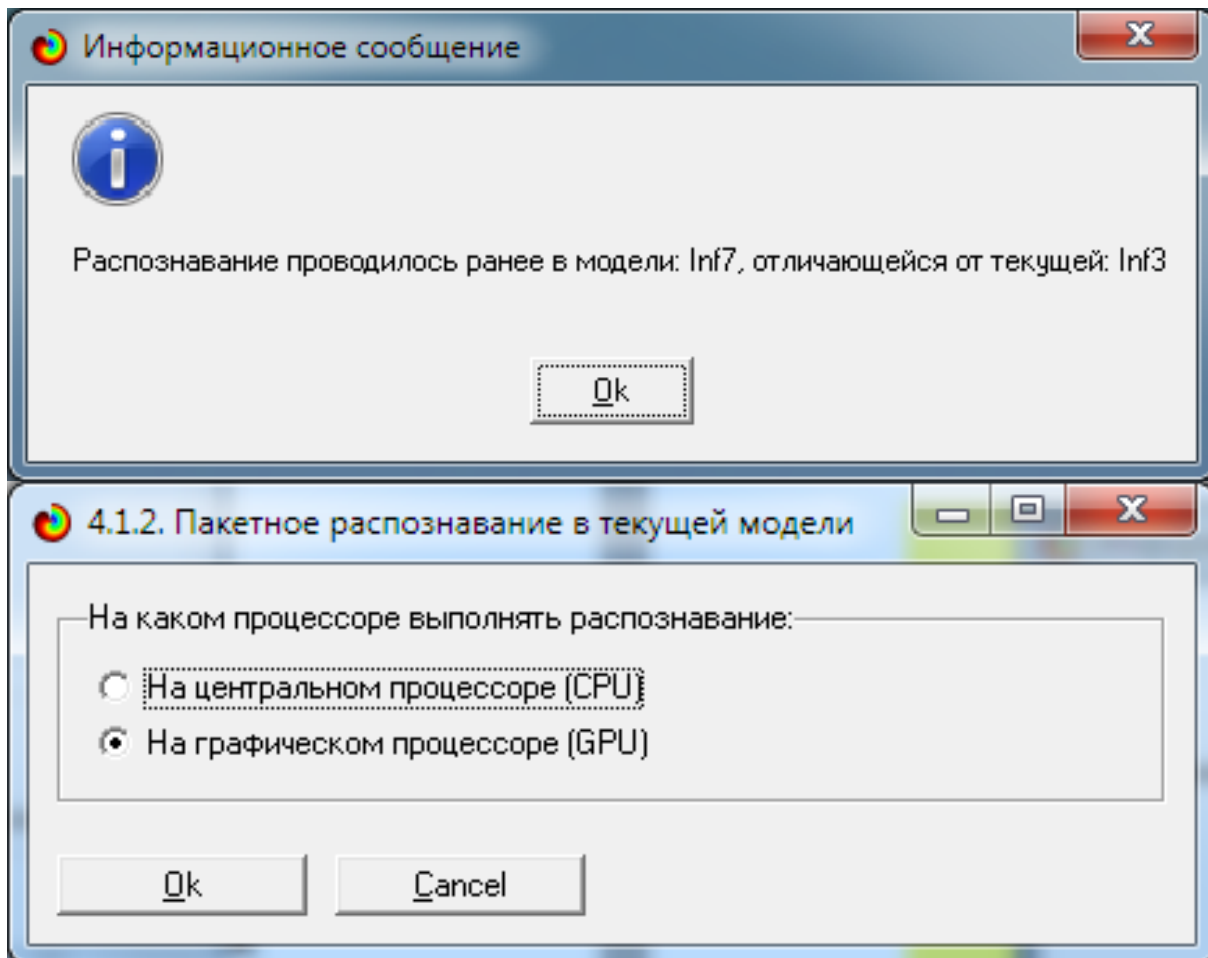 Информационное сообщение
Распознавание проводилось ранее в модели: Inf7, отличающейся от текущей: Inf3
Ok
4.1.2. Пакетное распознавание в текущей модели
На каком процессоре выполнять распознавание:
На центральном процессоре (CPU)
На графическом процессоре (GPU)
Ok
Cancel